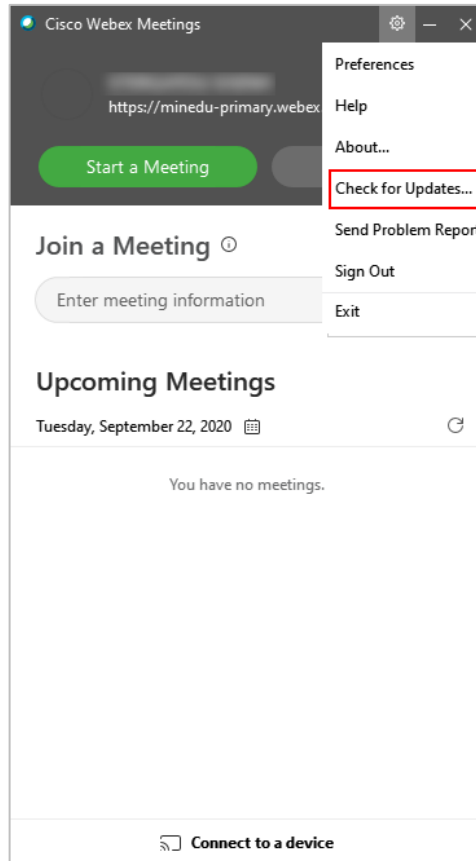 Cisco Webex Meetings
https://minedu-primary.webex
Start a Meeting
Preferences
Help
About...
Check for Updates...
Send Problem Repor
Sign Out
Exit
Join a Meeting
Enter meeting information
Upcoming Meetings
Tuesday, September 22, 2020
You have no meetings.
Connect to a device